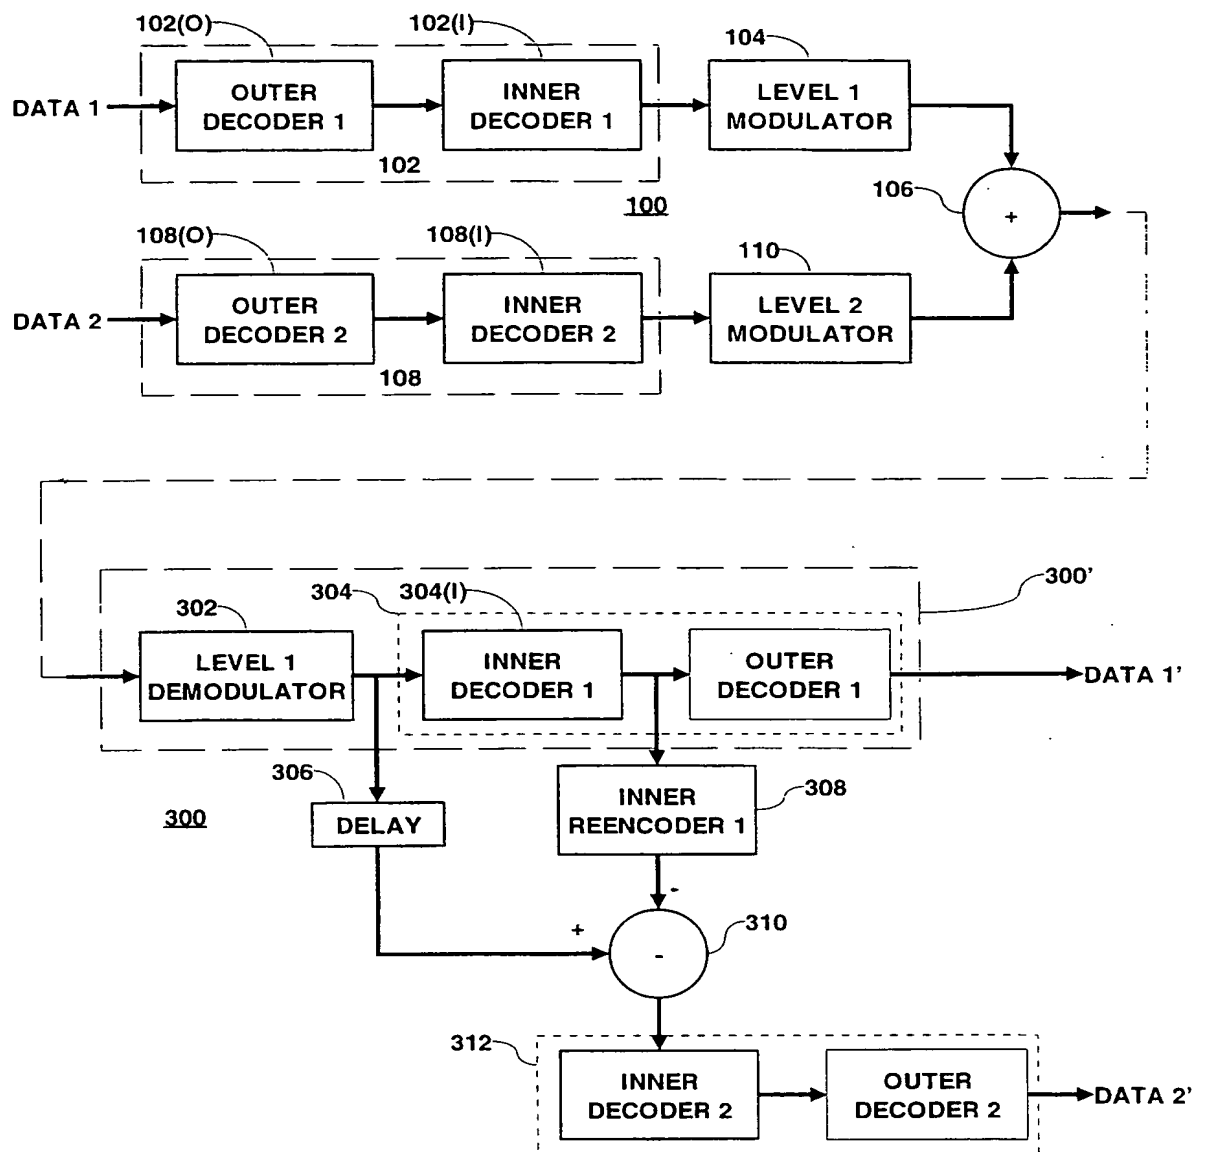 102(O)
102(I)
104
DATA 1
OUTER
DECODER 1
INNER
DECODER 1
LEVEL 1
MODULATOR
102
100
106
+
108(O)
108(I)
110
DATA 2
OUTER
DECODER 2
INNER
DECODER 2
LEVEL 2
MODULATOR
108
302
304
304(I)
300'
LEVEL 1
DEMODULATOR
INNER
DECODER 1
OUTER
DECODER 1
DATA 1'
306
300
DELAY
INNER
REENCODER 1
308
-
+
310
-
312
INNER
DECODER 2
OUTER
DECODER 2
DATA 2'